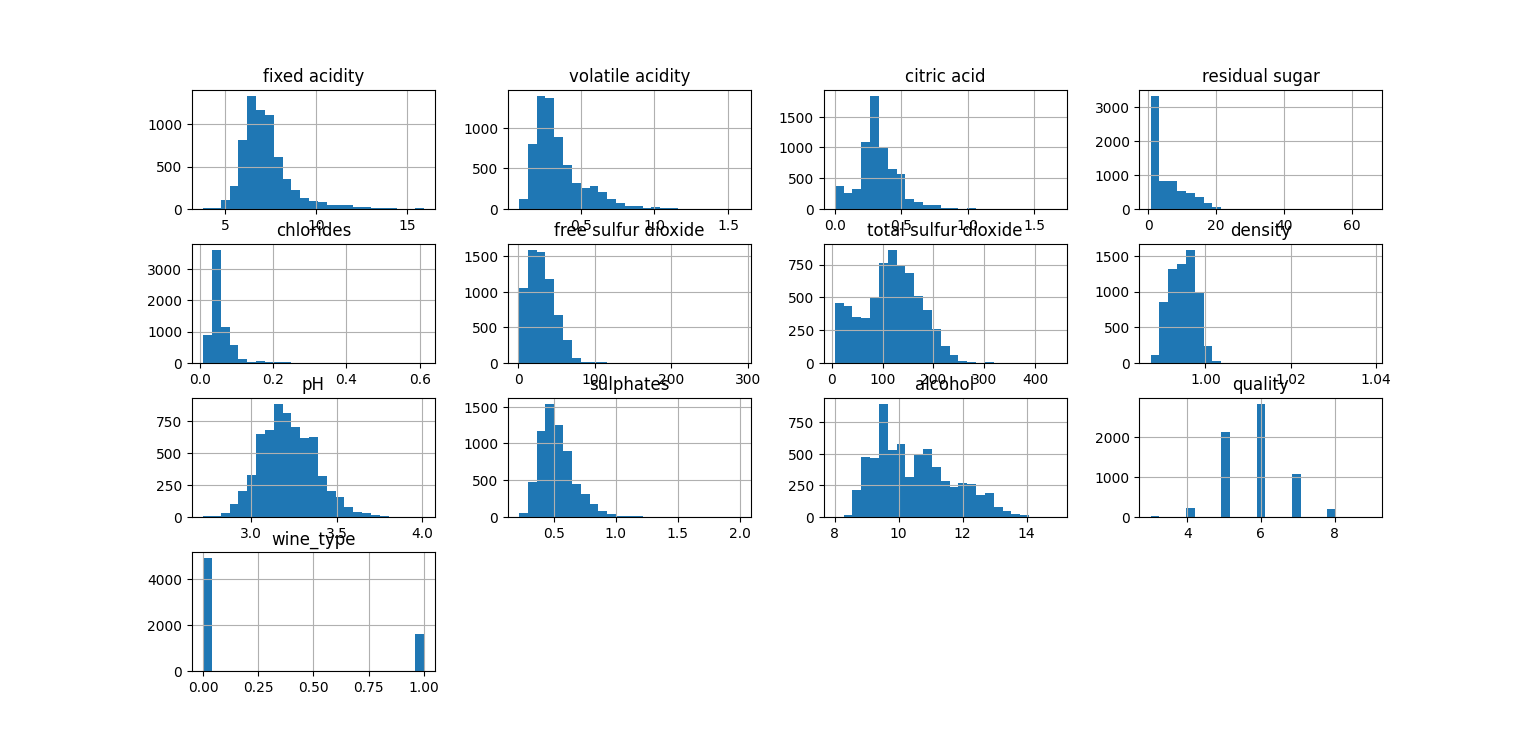 fixed acidity
1000
500
0
5 10 15
volatile acidity
1000
500
0
0.5 1.0 1.5
citric acid
1500
1000
500
0
0.0 0.5 1.0 1.5
residual sugar
3000
2000
1000
0
0 20 40 60
chlorides
3000
2000
1000
0
0.0 0.2 0.4 0.6
free sulfur dioxide
1500
1000
500
0
0 100 200 300
total sulfur dioxide
750
500
250
0
0 100 200 300 400
density
1500
1000
500
0
1.00 1.02 1.04
pH
750
500
250
0
3.0 3.5 4.0
sulphates
1500
1000
500
0
0.5 1.0 1.5 2.0
alcohol
750
500
250
0
8 10 12 14
quality
2000
1000
0
4 6 8
wine_type
4000
2000
0
0.00 0.25 0.50 0.75 1.00